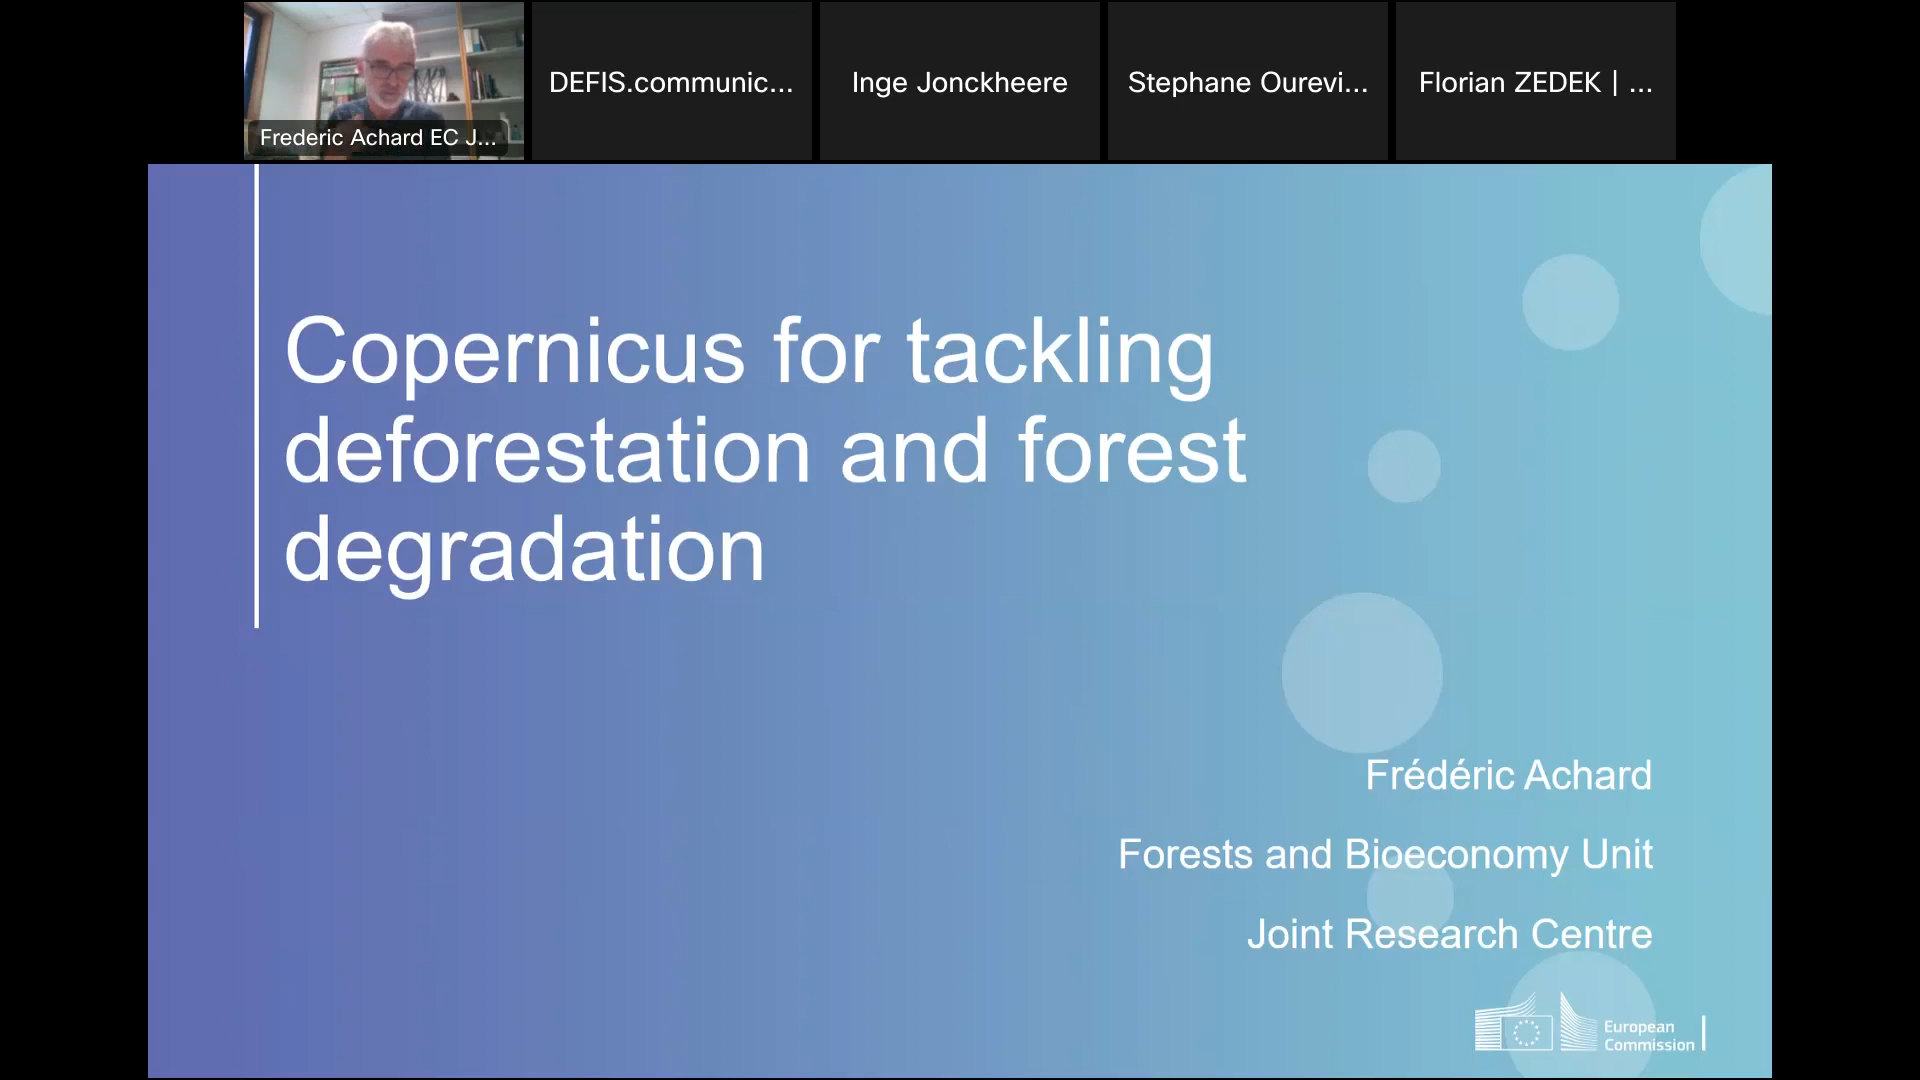 Frederic Achard EC J...
DEFIS.communic...
Inge Jonckheere
Stephane Ourevi...
Florian ZEDEK | ...
Copernicus for tackling
deforestation and forest
degradation
Frédéric Achard
Forests and Bioeconomy Unit
Joint Research Centre
European
Commission